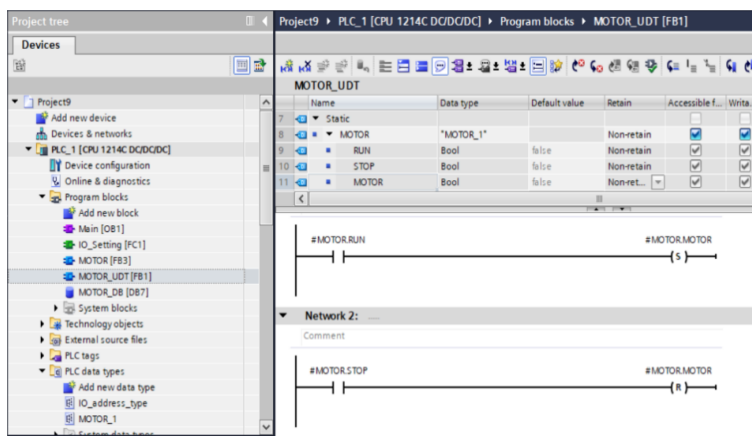 Project tree
Project9 ▸ PLC_1 [CPU 1214C DC/DC/DC] ▸ Program blocks ▸ MOTOR_UDT [FB1]
Devices
MOTOR_UDT
Name Data type Default value Retain Accessible f... Writa.
7 Static
8 MOTOR "MOTOR_1" Non-retain
9 RUN Bool false Non-retain
10 STOP Bool false Non-retain
11 MOTOR Bool false Non-ret...
Project9
Add new device
Devices & networks
PLC_1 [CPU 1214C DC/DC/DC]
Device configuration
Online & diagnostics
Program blocks
Add new block
Main [OB1]
IO_Setting [FC1]
MOTOR [FB3]
MOTOR_UDT [FB1]
MOTOR_DB [DB7]
System blocks
Technology objects
External source files
PLC tags
PLC data types
Add new data type
IO_address_type
MOTOR_1
System data types
#MOTOR.RUN #MOTOR.MOTOR
( S )
Network 2: .....
Comment
#MOTOR.STOP #MOTOR.MOTOR
( R )